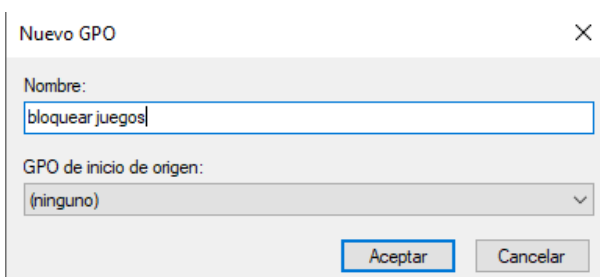 Nuevo GPO
Nombre:
bloquear juegos
GPO de inicio de origen:
(ninguno)
Aceptar Cancelar